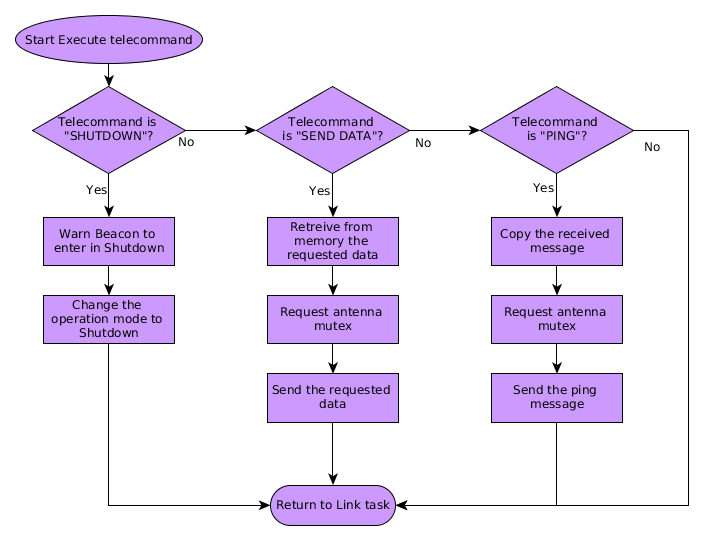 Start Execute telecommand
Telecommand is
"SHUTDOWN"?
No
Telecommand
is "SEND DATA"?
No
Telecommand
is "PING"?
No
Yes
Yes
Yes
Warn Beacon to
enter in Shutdown
Retreive from
memory the
requested data
Copy the received
message
Change the
operation mode to
Shutdown
Request antenna
mutex
Request antenna
mutex
Send the requested
data
Send the ping
message
Return to Link task